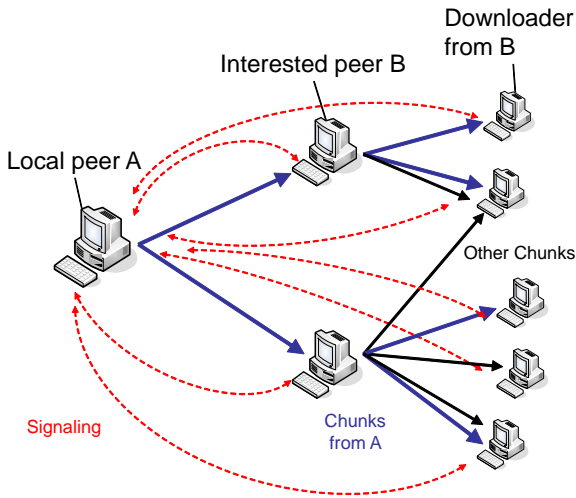 Downloader
from B
Interested peer B
Local peer A
Other Chunks
Signaling
Chunks
from A